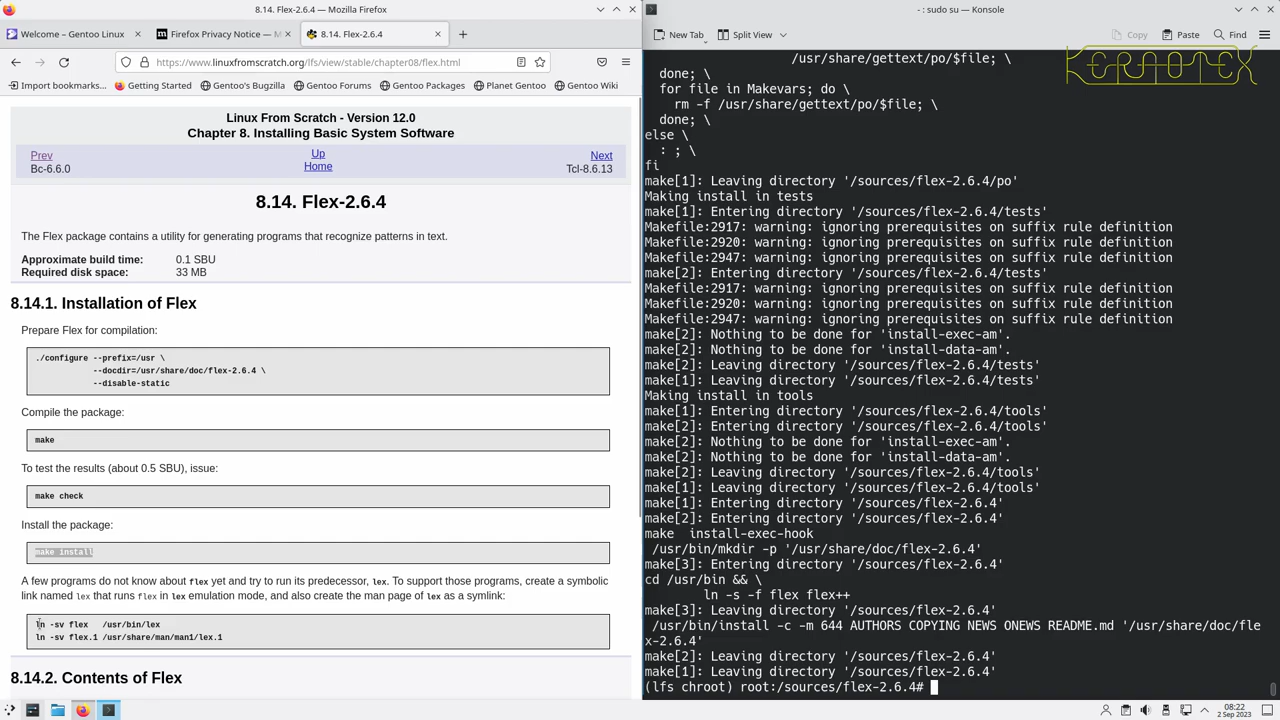 8.14. Flex-2.6.4 — Mozilla Firefox
Welcome – Gentoo Linux
Firefox Privacy Notice — M
8.14. Flex-2.6.4
https://www.linuxfromscratch.org/lfs/view/stable/chapter08/flex.html
Import bookmarks...
Getting Started
Gentoo's Bugzilla
Gentoo Forums
Gentoo Packages
Planet Gentoo
Gentoo Wiki
Linux From Scratch - Version 12.0
Chapter 8. Installing Basic System Software
Prev
Up
Next
Bc-6.6.0
Home
Tcl-8.6.13
8.14. Flex-2.6.4
The Flex package contains a utility for generating programs that recognize patterns in text.
Approximate build time: 0.1 SBU
Required disk space: 33 MB
8.14.1. Installation of Flex
Prepare Flex for compilation:
./configure --prefix=/usr \
--docdir=/usr/share/doc/flex-2.6.4 \
--disable-static
Compile the package:
make
To test the results (about 0.5 SBU), issue:
make check
Install the package:
make install
A few programs do not know about flex yet and try to run its predecessor, lex. To support those programs, create a symbolic
link named lex that runs flex in lex emulation mode, and also create the man page of lex as a symlink:
ln -sv flex /usr/bin/lex
ln -sv flex.1 /usr/share/man/man1/lex.1
8.14.2. Contents of Flex
- : sudo su — Konsole
New Tab
Split View
Copy
Paste
Find
KERNOTEX
/usr/share/gettext/po/$file; \
done; \
for file in Makevars; do \
rm -f /usr/share/gettext/po/$file; \
done; \
else \
: ; \
fi
make[1]: Leaving directory '/sources/flex-2.6.4/po'
Making install in tests
make[1]: Entering directory '/sources/flex-2.6.4/tests'
Makefile:2917: warning: ignoring prerequisites on suffix rule definition
Makefile:2920: warning: ignoring prerequisites on suffix rule definition
Makefile:2947: warning: ignoring prerequisites on suffix rule definition
make[2]: Entering directory '/sources/flex-2.6.4/tests'
Makefile:2917: warning: ignoring prerequisites on suffix rule definition
Makefile:2920: warning: ignoring prerequisites on suffix rule definition
Makefile:2947: warning: ignoring prerequisites on suffix rule definition
make[2]: Nothing to be done for 'install-exec-am'.
make[2]: Nothing to be done for 'install-data-am'.
make[2]: Leaving directory '/sources/flex-2.6.4/tests'
make[1]: Leaving directory '/sources/flex-2.6.4/tests'
Making install in tools
make[1]: Entering directory '/sources/flex-2.6.4/tools'
make[2]: Entering directory '/sources/flex-2.6.4/tools'
make[2]: Nothing to be done for 'install-exec-am'.
make[2]: Nothing to be done for 'install-data-am'.
make[2]: Leaving directory '/sources/flex-2.6.4/tools'
make[1]: Leaving directory '/sources/flex-2.6.4/tools'
make[1]: Entering directory '/sources/flex-2.6.4'
make[2]: Entering directory '/sources/flex-2.6.4'
make install-exec-hook
/usr/bin/mkdir -p '/usr/share/doc/flex-2.6.4'
make[3]: Entering directory '/sources/flex-2.6.4'
cd /usr/bin && \
ln -s -f flex flex++
make[3]: Leaving directory '/sources/flex-2.6.4'
/usr/bin/install -c -m 644 AUTHORS COPYING NEWS ONEWS README.md '/usr/share/doc/fle
x-2.6.4'
make[2]: Leaving directory '/sources/flex-2.6.4'
make[1]: Leaving directory '/sources/flex-2.6.4'
(lfs chroot) root:/sources/flex-2.6.4#
08:22
2 Sep 2023